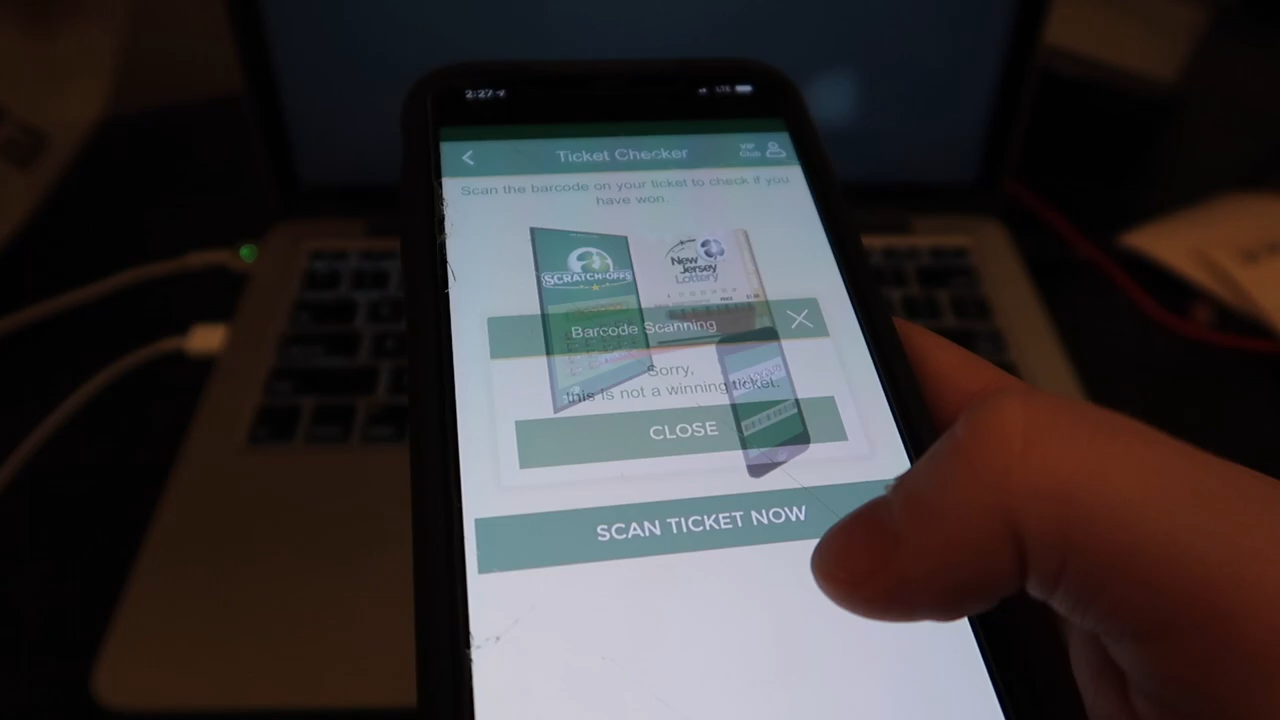 2:27
LTE
Ticket Checker
VIP
Club
Scan the barcode on your ticket to check if you
have won
SCRATCH-OFFS
New
Jersey
Lottery
Barcode Scanning
Sorry,
this is not a winning ticket.
CLOSE
SCAN TICKET NOW